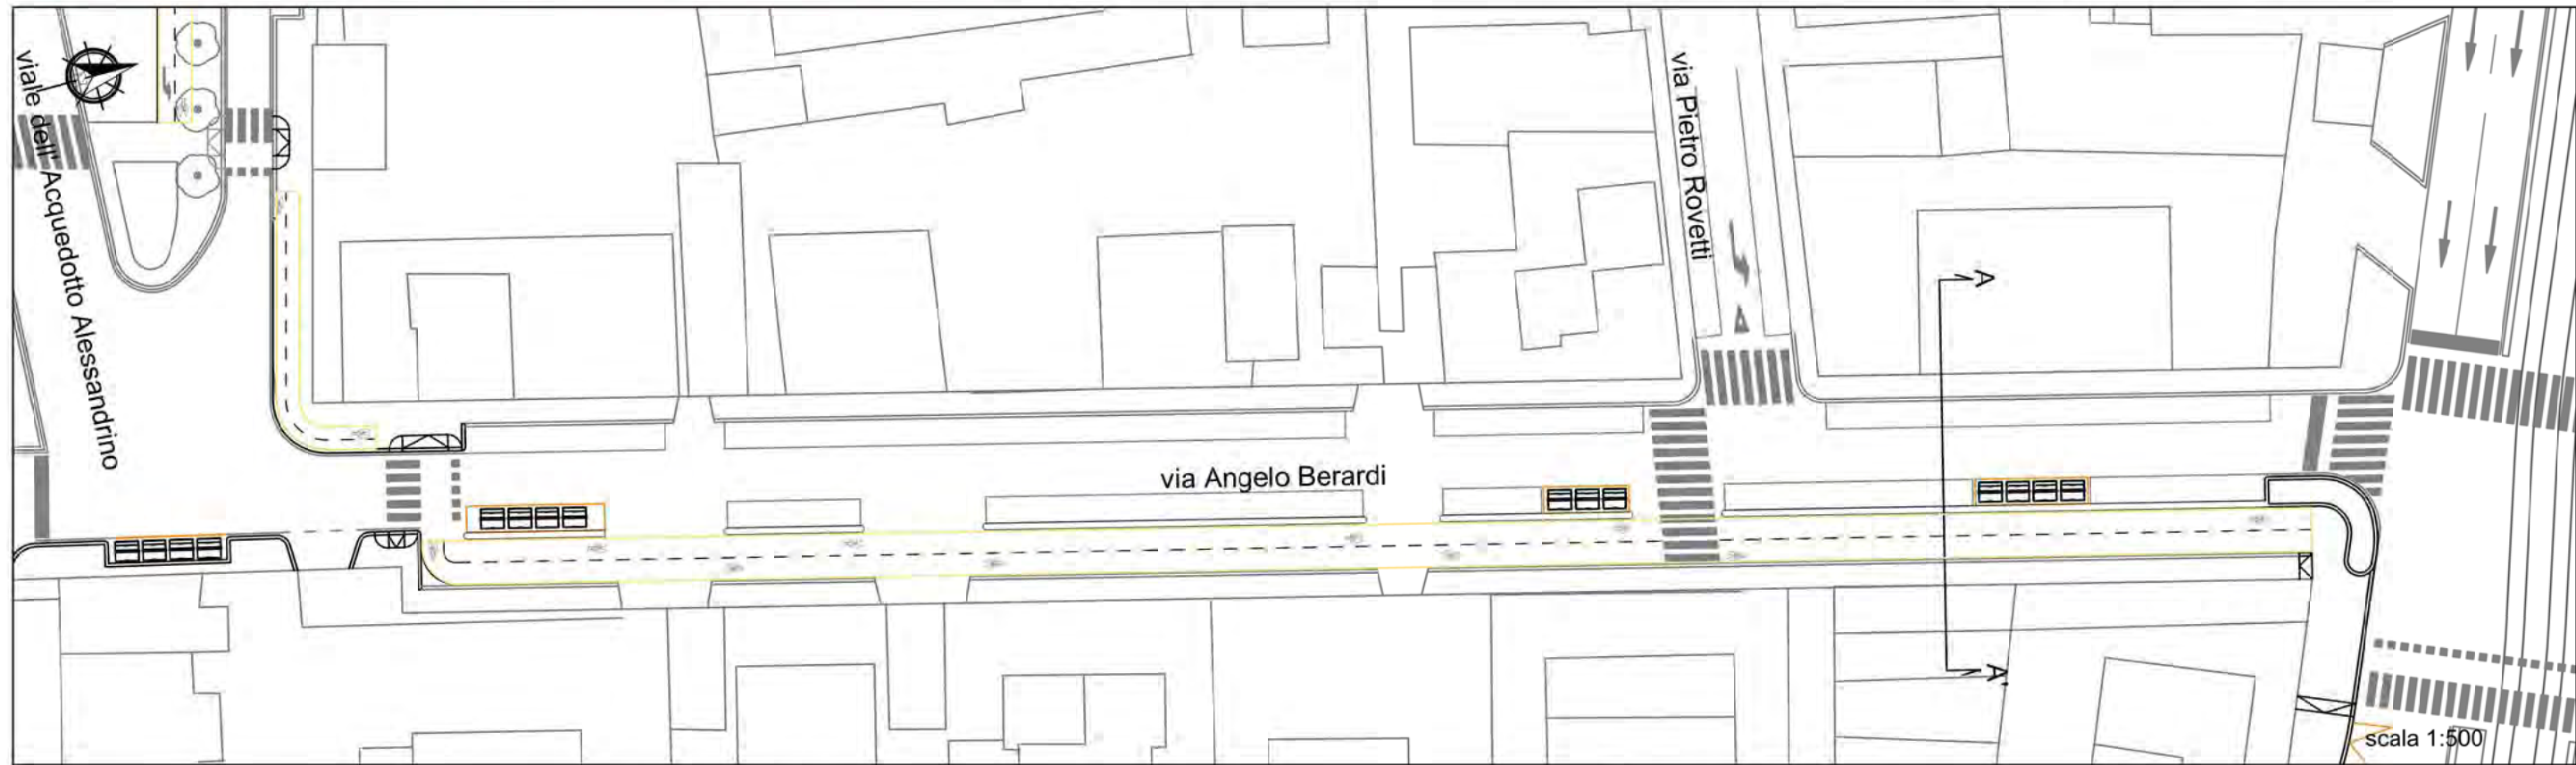 viale dell' Acquedotto Alessandrino
via Pietro Rovetti
A
via Angelo Berardi
A'
scala 1:500